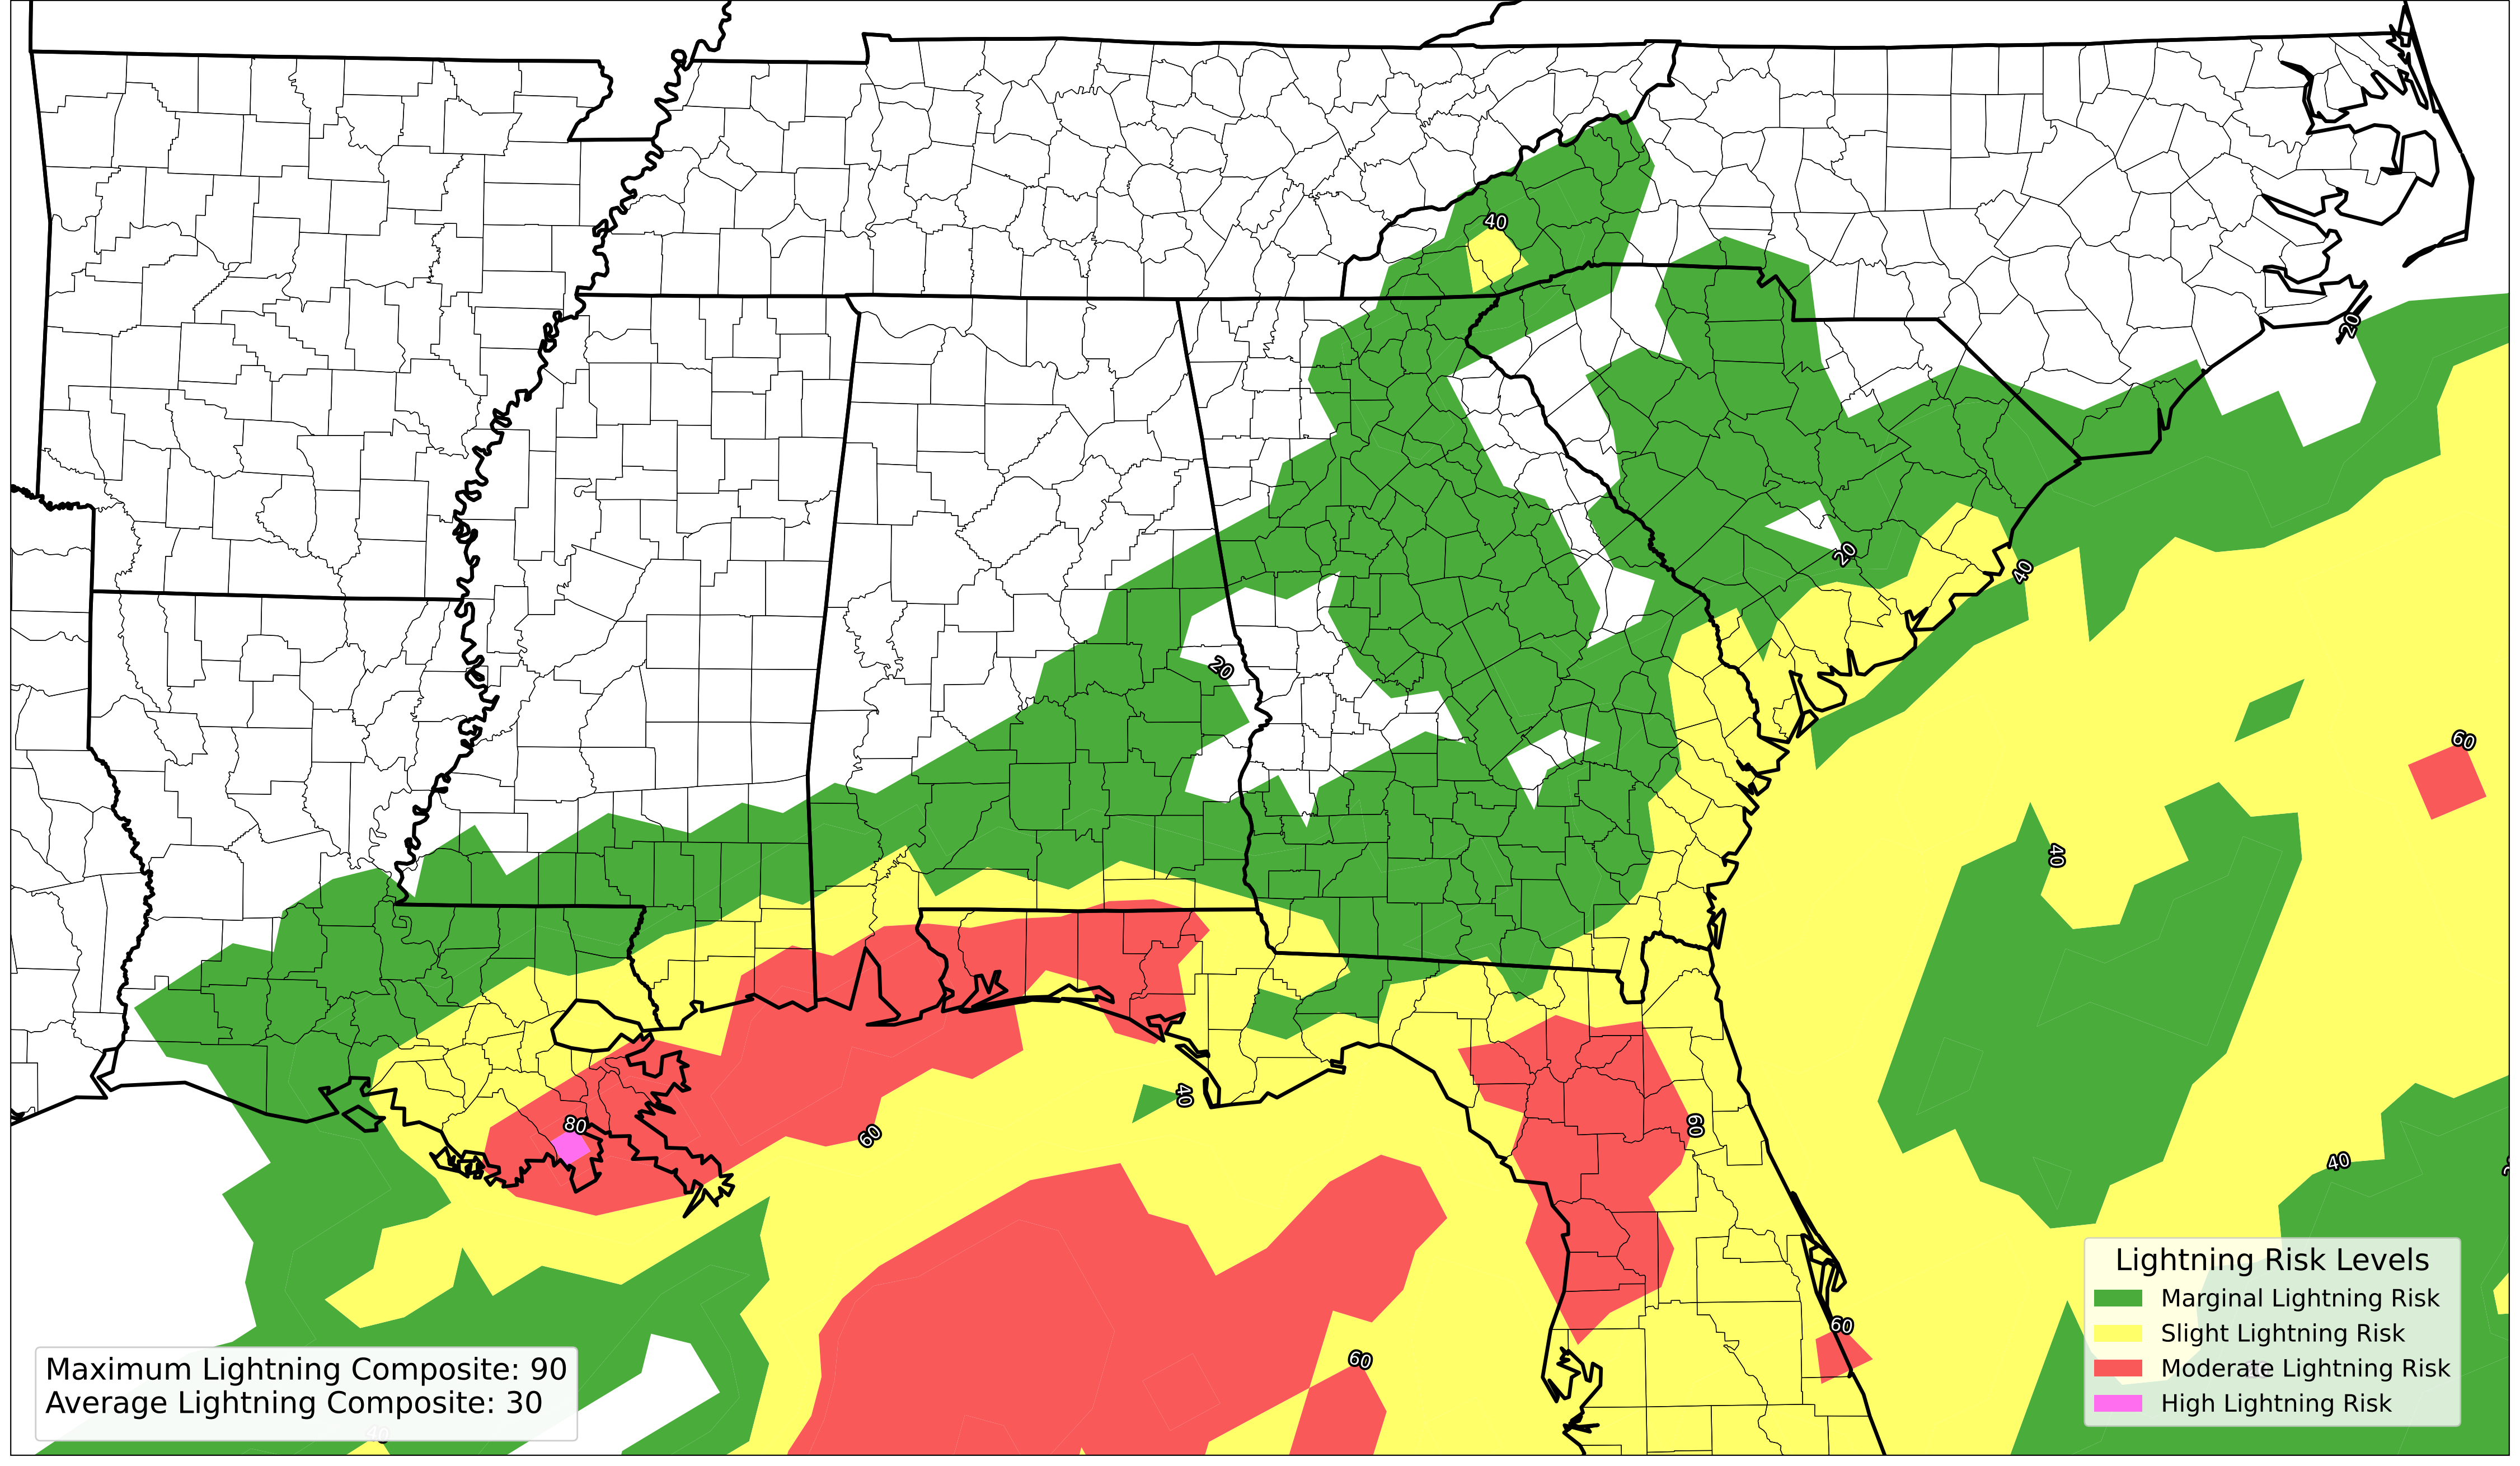 40
20
20
40
20
60
40
80
40
60
60
40
60
60
40
Lightning Risk Levels
Marginal Lightning Risk
Slight Lightning Risk
Moderate Lightning Risk
High Lightning Risk
Maximum Lightning Composite: 90
Average Lightning Composite: 30